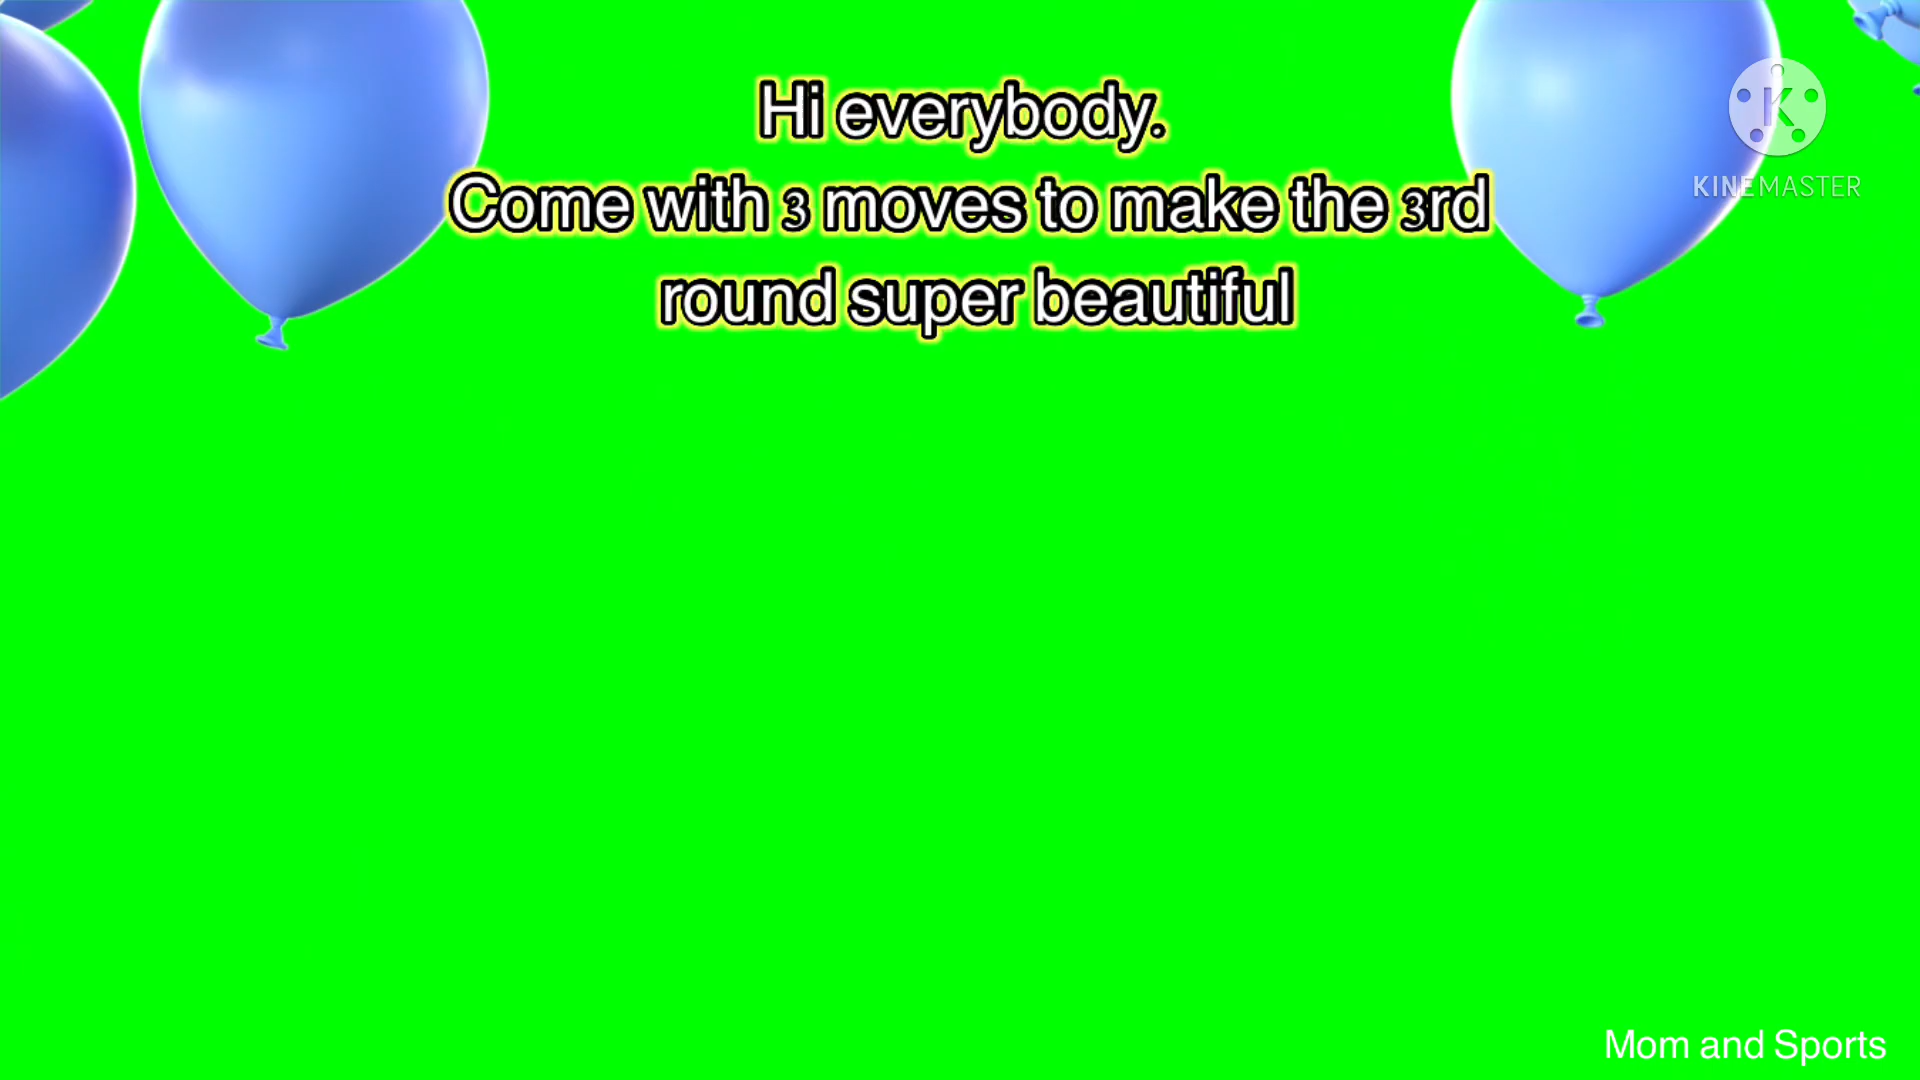 Hi everybody.
Come with 3 moves to make the 3rd
round super beautiful
K
KINEMASTER
Mom and Sports